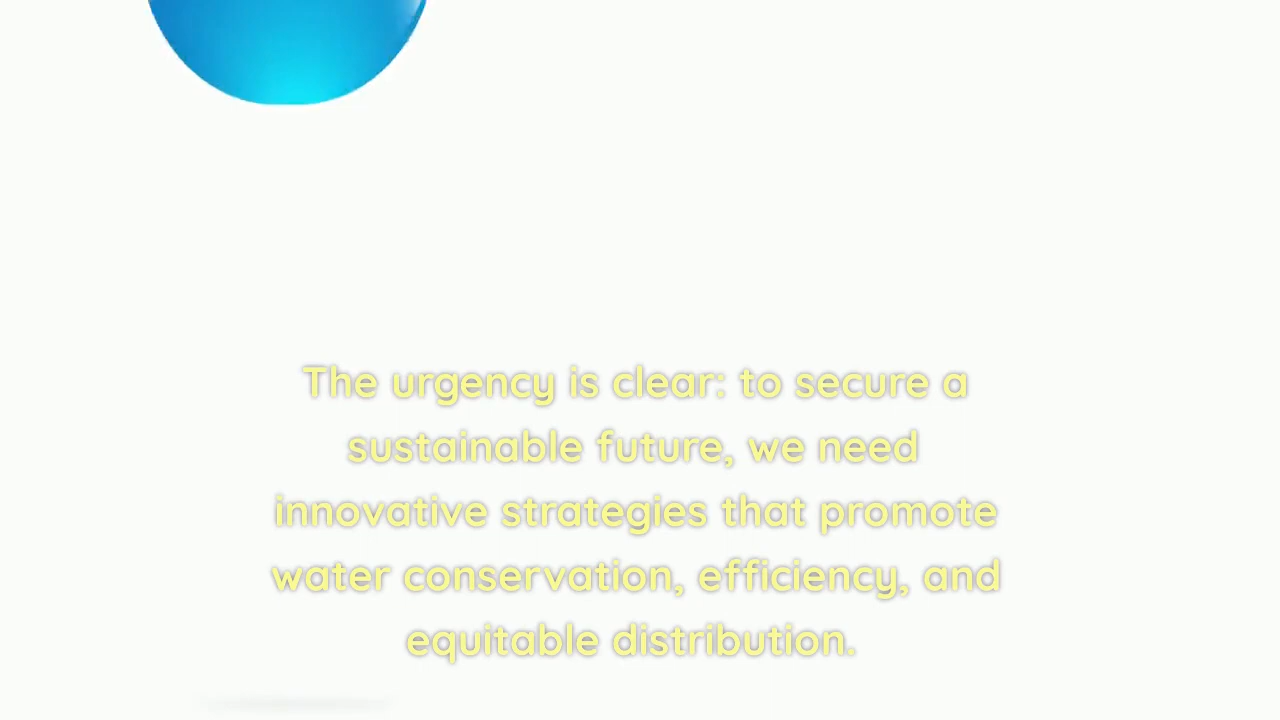 The urgency is clear: to secure a
sustainable future, we need
innovative strategies that promote
water conservation, efficiency, and
equitable distribution.